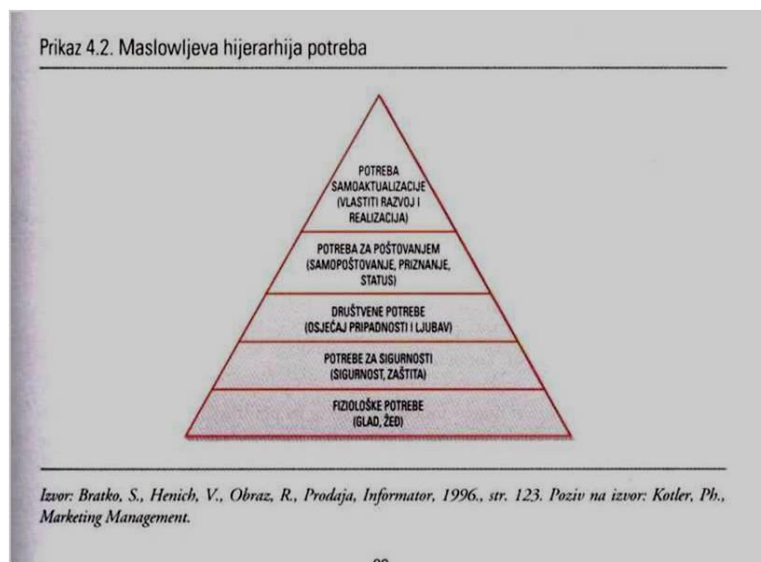 Prikaz 4.2. Maslowljeva hijerarhija potreba
POTREBA
SAMOAKTUALIZACIJE
(VLASTITI RAZVOJ I
REALIZACIJA)
POTREBA ZA POŠTOVANJEM
(SAMOPOŠTOVANJE, PRIZNANJE,
STATUS)
DRUŠTVENE POTREBE
(OSJEĆAJ PRIPADNOSTI I LJUBAV)
POTREBE ZA SIGURNOSTI
(SIGURNOST, ZAŠTITA)
FIZIOLOŠKE POTREBE
(GLAD, ŽEĐ)
Izvor: Bratko, S., Henich, V., Obraz, R., Prodaja, Informator, 1996., str. 123. Poziv na izvor: Kotler, Ph.,
Marketing Management.